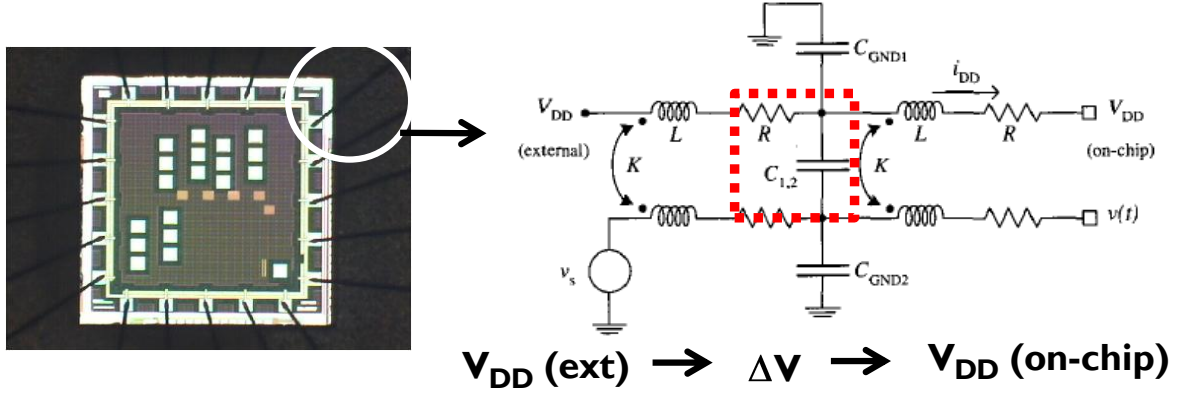 C_GND1
i_DD
V_DD
L
R
L
R
V_DD
(external)
K
C_1,2
K
(on-chip)
v(t)
v_s
C_GND2
V_DD (ext) → ΔV → V_DD (on-chip)